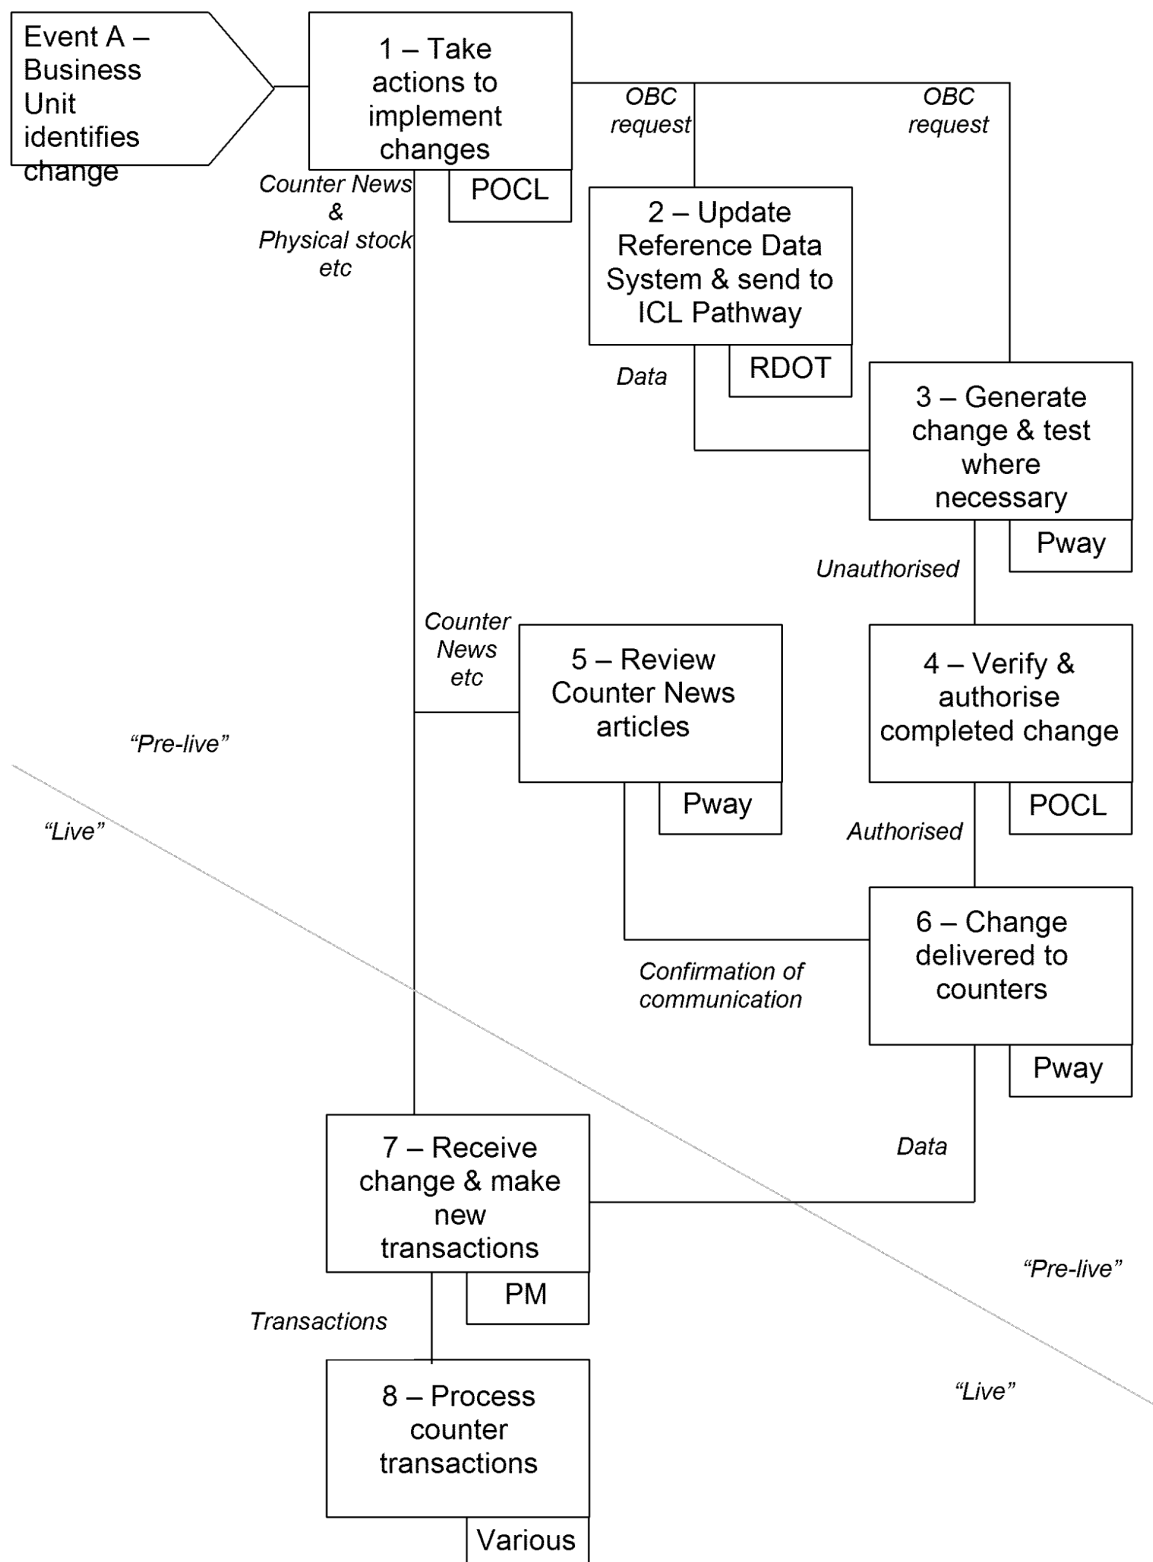 Event A –
Business
Unit
identifies
change
1 – Take
actions to
implement
changes
POCL
OBC
request
OBC
request
Counter News
&
Physical stock
etc
2 – Update
Reference Data
System & send to
ICL Pathway
RDOT
Data
3 – Generate
change & test
where
necessary
Pway
Unauthorised
Counter
News
etc
5 – Review
Counter News
articles
Pway
4 – Verify &
authorise
completed change
POCL
“Pre-live”
“Live”
Authorised
6 – Change
delivered to
counters
Pway
Confirmation of
communication
7 – Receive
change & make
new
transactions
PM
Data
“Pre-live”
Transactions
“Live”
8 – Process
counter
transactions
Various